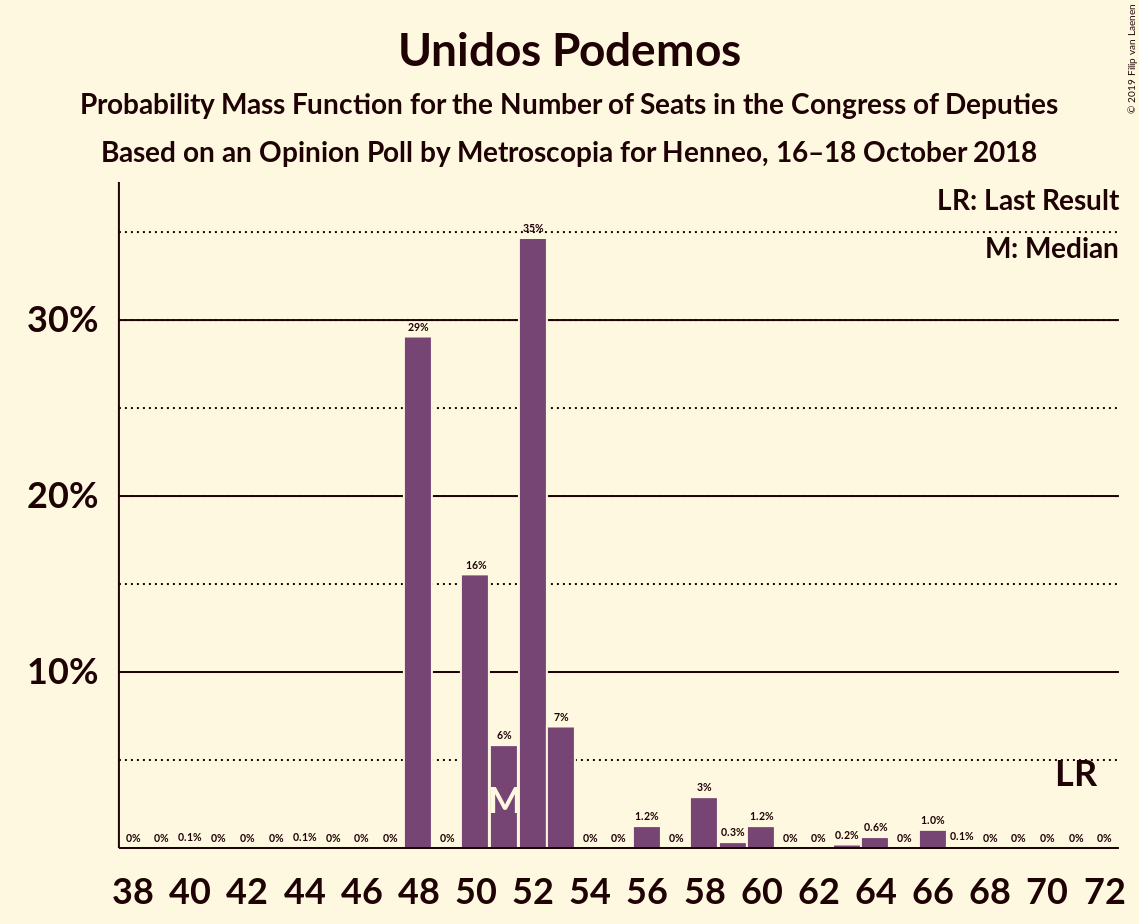 Unidos Podemos
Probability Mass Function for the Number of Seats in the Congress of Deputies
Based on an Opinion Poll by Metroscopia for Henneo, 16–18 October 2018
© 2019 Filip van Laenen
LR: Last Result
M: Median
30%
20%
10%
0% 0% 0.1% 0% 0% 0% 0.1% 0% 0% 0% 29% 0% 16% 6% 35% 7% 0% 0% 1.2% 0% 3% 0.3% 1.2% 0% 0% 0.2% 0.6% 0% 1.0% 0.1% 0% 0% 0% 0% 0%
M
LR
38 40 42 44 46 48 50 52 54 56 58 60 62 64 66 68 70 72